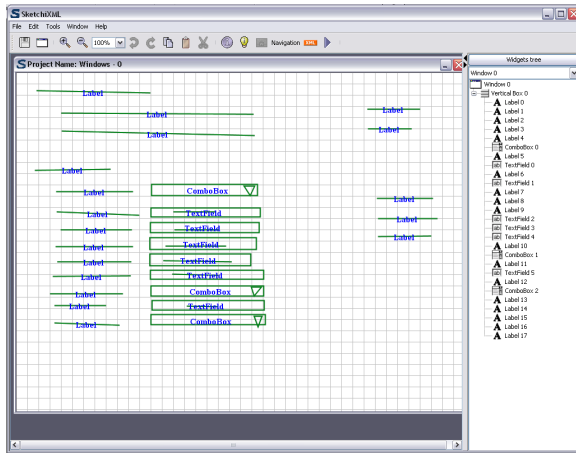 SketchiXML
File Edit Tools Window Help
100% Navigation XML
Project Name: Windows - 0
Label
Label
Label
Label
Label
Label
Label ComboBox
Label
Label TextField
Label
Label TextField
Label
Label TextField
Label TextField
Label TextField
Label ComboBox
Label TextField
Label ComboBox
Widgets tree
Window 0
Window 0
Vertical Box 0
Label 0
Label 1
Label 2
Label 3
Label 4
ComboBox 0
Label 5
TextField 0
Label 6
TextField 1
Label 7
Label 8
Label 9
TextField 2
TextField 3
TextField 4
Label 10
ComboBox 1
Label 11
TextField 5
Label 12
ComboBox 2
Label 13
Label 14
Label 15
Label 16
Label 17